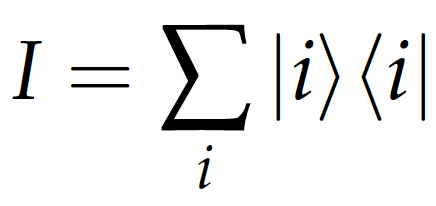 I = ∑_i |i⟩⟨i|